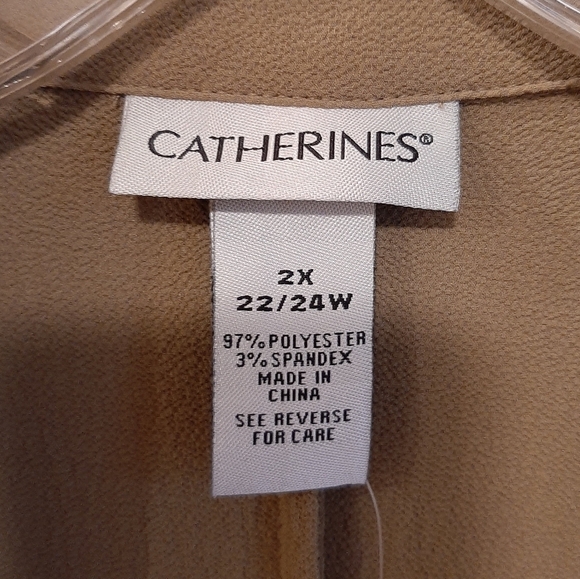 CATHERINES®
2X
22/24W
97% POLYESTER
3% SPANDEX
MADE IN
CHINA
SEE REVERSE
FOR CARE